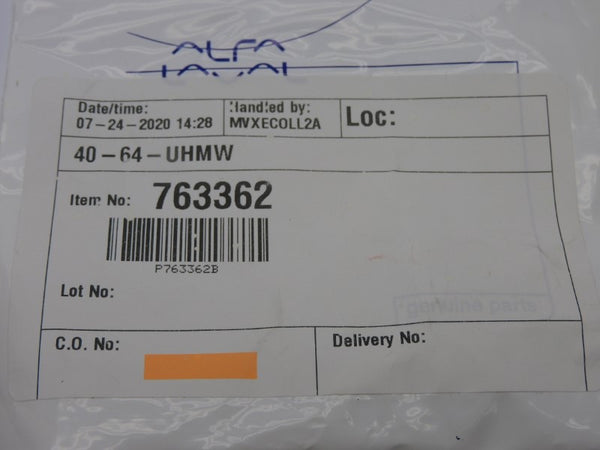 ALFA
LAVAL
Date/time:
07-24-2020 14:28
Handled by:
MVXECOLL2A
Loc:
40-64-UHMW
Item No: 763362
P763362B
Lot No:
genuine parts
C.O. No:
Delivery No: